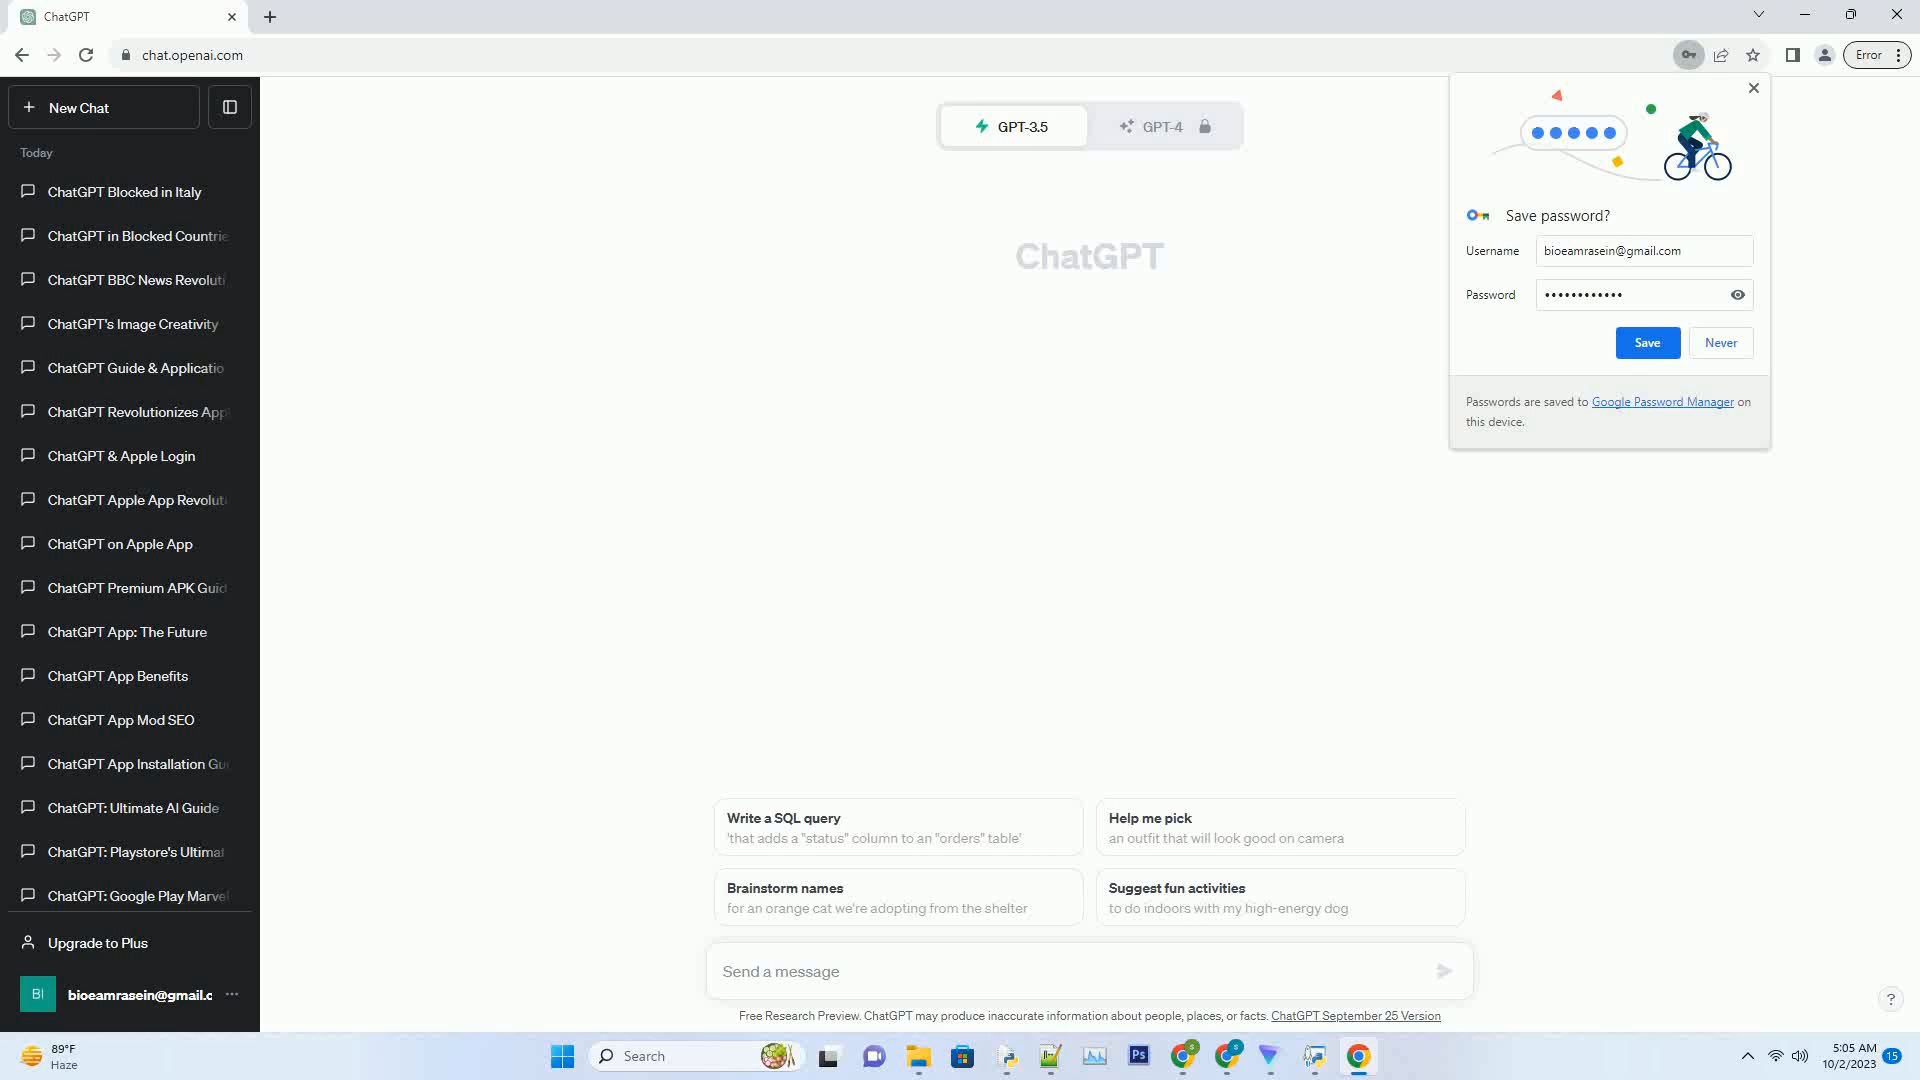 ChatGPT
chat.openai.com
Error
New Chat
Today
ChatGPT Blocked in Italy
ChatGPT in Blocked Countrie
ChatGPT BBC News Revoluti
ChatGPT's Image Creativity
ChatGPT Guide & Applicatio
ChatGPT Revolutionizes App
ChatGPT & Apple Login
ChatGPT Apple App Revoluti
ChatGPT on Apple App
ChatGPT Premium APK Guid
ChatGPT App: The Future
ChatGPT App Benefits
ChatGPT App Mod SEO
ChatGPT App Installation Gui
ChatGPT: Ultimate AI Guide
ChatGPT: Playstore's Ultimat
ChatGPT: Google Play Marvel
Upgrade to Plus
BI
bioeamrasein@gmail.c
GPT-3.5
GPT-4
ChatGPT
Save password?
Username bioeamrasein@gmail.com
Password ••••••••••••
Save Never
Passwords are saved to Google Password Manager on
this device.
Write a SQL query
'that adds a "status" column to an "orders" table'
Help me pick
an outfit that will look good on camera
Brainstorm names
for an orange cat we're adopting from the shelter
Suggest fun activities
to do indoors with my high-energy dog
Send a message
Free Research Preview. ChatGPT may produce inaccurate information about people, places, or facts. ChatGPT September 25 Version
?
89°F
Haze
Search
Ps
S
S
5:05 AM
10/2/2023
15